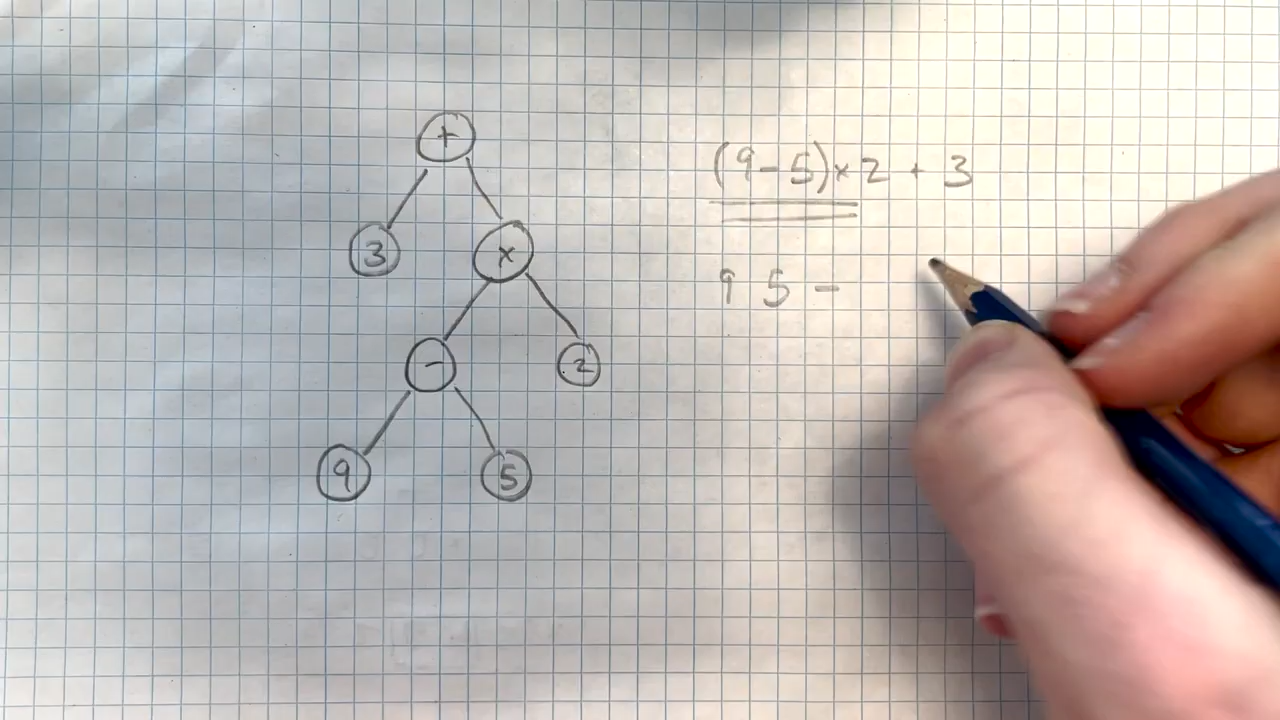 +
3 ×
- 2
9 5
(9-5)×2 + 3
9 5 -